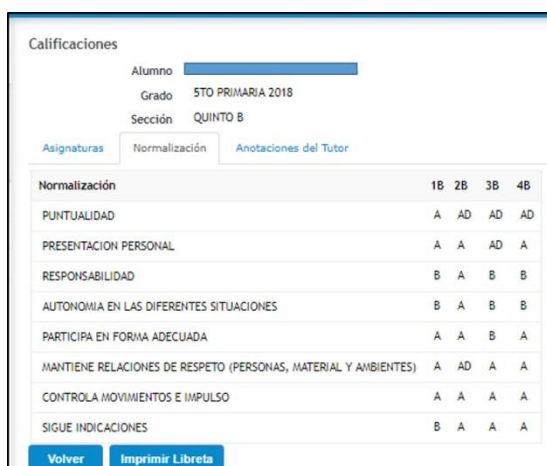 Calificaciones
Alumno
Grado 5TO PRIMARIA 2018
Sección QUINTO B
Asignaturas Normalización Anotaciones del Tutor
Normalización 1B 2B 3B 4B
PUNTUALIDAD A AD AD AD
PRESENTACION PERSONAL A A AD A
RESPONSABILIDAD B A B B
AUTONOMIA EN LAS DIFERENTES SITUACIONES B A B B
PARTICIPA EN FORMA ADECUADA A A B A
MANTIENE RELACIONES DE RESPETO (PERSONAS, MATERIAL Y AMBIENTES) A AD A A
CONTROLA MOVIMIENTOS E IMPULSO A A A A
SIGUE INDICACIONES B A A A
Volver Imprimir Libreta